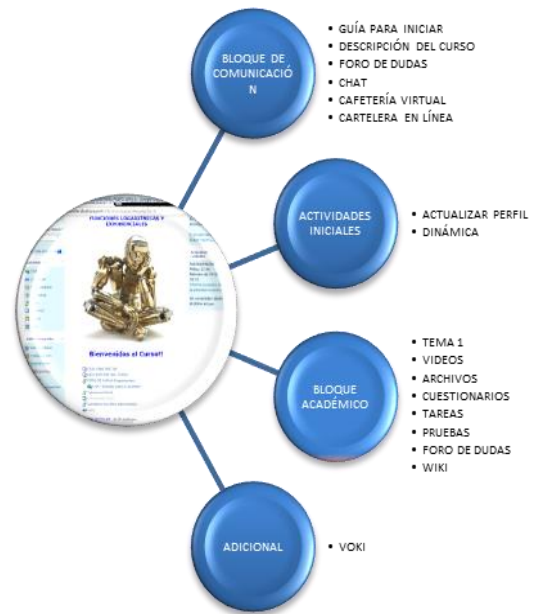 BLOQUE DE
COMUNICACIÓ
N
• GUÍA PARA INICIAR
• DESCRIPCIÓN DEL CURSO
• FORO DE DUDAS
• CHAT
• CAFETERÍA VIRTUAL
• CARTELERA EN LÍNEA
ACTIVIDADES
INICIALES
• ACTUALIZAR PERFIL
• DINÁMICA
FUNCIONES LOGARÍTMICAS Y
EXPONENCIALES
Bienvenidos al Curso!!
BLOQUE
ACADÉMICO
• TEMA 1
• VIDEOS
• ARCHIVOS
• CUESTIONARIOS
• TAREAS
• PRUEBAS
• FORO DE DUDAS
• WIKI
ADICIONAL
• VOKI